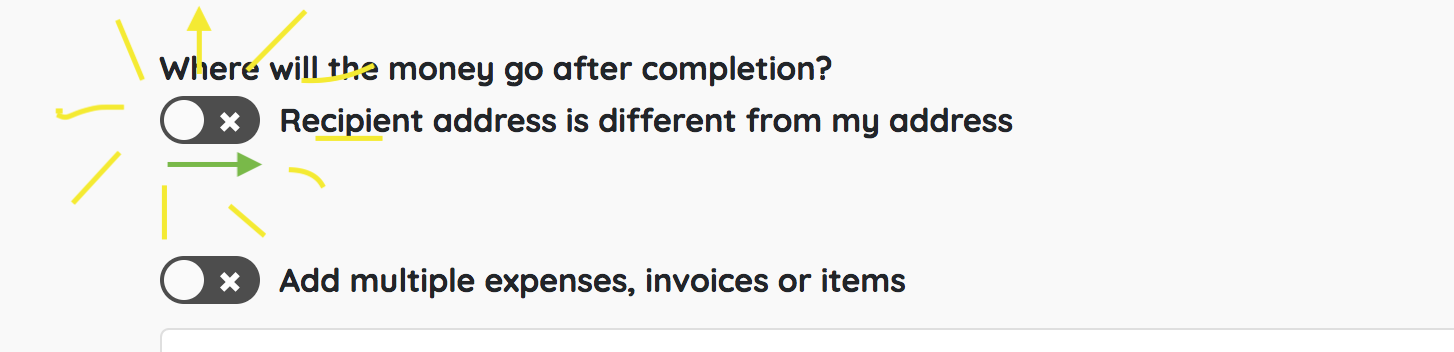 Where will the money go after completion?
Recipient address is different from my address
Add multiple expenses, invoices or items